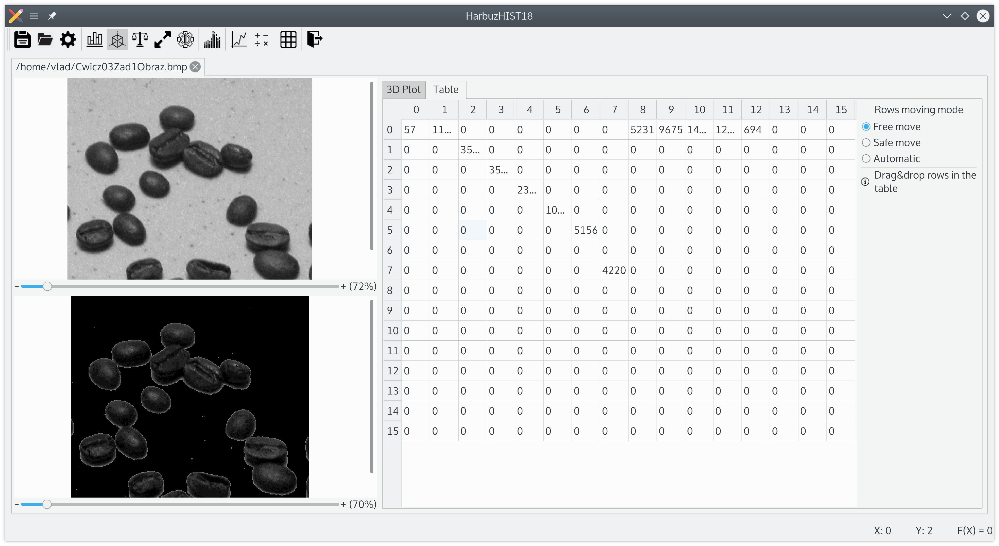 HarbuzHIST18
/home/vlad/Cwicz03Zad1Obraz.bmp
- + (72%)
- + (70%)
3D Plot Table
0 1 2 3 4 5 6 7 8 9 10 11 12 13 14 15
0 57 11... 0 0 0 0 0 0 5231 9675 14... 12... 694 0 0 0
1 0 0 35... 0 0 0 0 0 0 0 0 0 0 0 0 0
2 0 0 0 35... 0 0 0 0 0 0 0 0 0 0 0 0
3 0 0 0 0 23... 0 0 0 0 0 0 0 0 0 0 0
4 0 0 0 0 0 10... 0 0 0 0 0 0 0 0 0 0
5 0 0 0 0 0 0 5156 0 0 0 0 0 0 0 0 0
6 0 0 0 0 0 0 0 0 0 0 0 0 0 0 0 0
7 0 0 0 0 0 0 0 4220 0 0 0 0 0 0 0 0
8 0 0 0 0 0 0 0 0 0 0 0 0 0 0 0 0
9 0 0 0 0 0 0 0 0 0 0 0 0 0 0 0 0
10 0 0 0 0 0 0 0 0 0 0 0 0 0 0 0 0
11 0 0 0 0 0 0 0 0 0 0 0 0 0 0 0 0
12 0 0 0 0 0 0 0 0 0 0 0 0 0 0 0 0
13 0 0 0 0 0 0 0 0 0 0 0 0 0 0 0 0
14 0 0 0 0 0 0 0 0 0 0 0 0 0 0 0 0
15 0 0 0 0 0 0 0 0 0 0 0 0 0 0 0 0
Rows moving mode
Free move
Safe move
Automatic
Drag&drop rows in the
table
X: 0 Y: 2 F(X) = 0